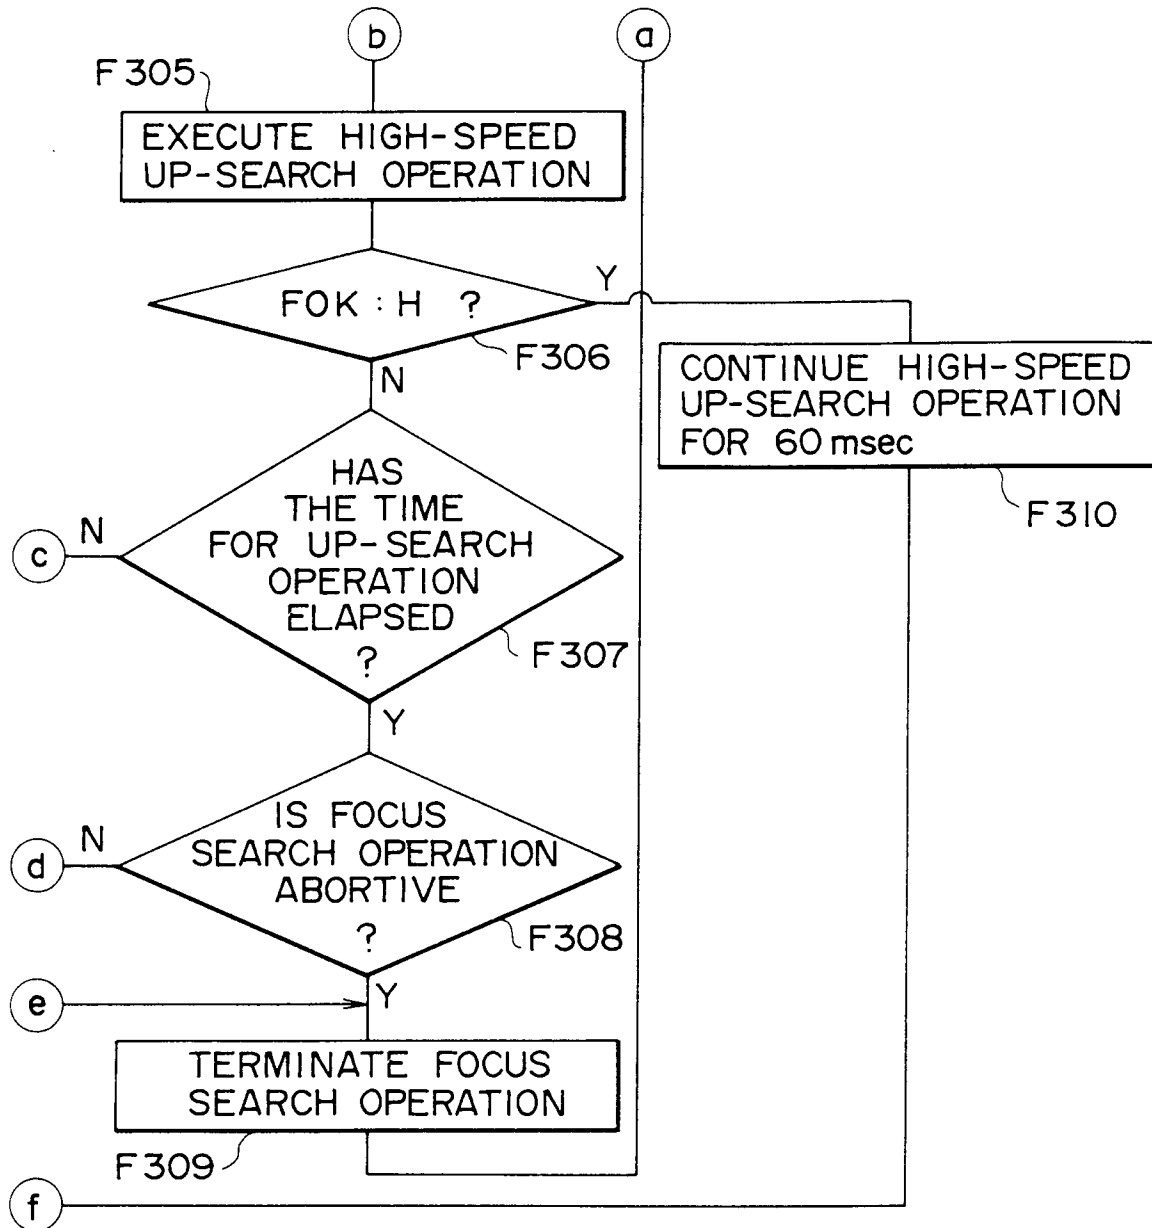 b
a
F305
EXECUTE HIGH-SPEED
UP-SEARCH OPERATION
FOK : H ?
Y
F306
N
CONTINUE HIGH-SPEED
UP-SEARCH OPERATION
FOR 60 msec
F310
HAS
THE TIME
FOR UP-SEARCH
OPERATION
ELAPSED
?
N
c
F307
Y
IS FOCUS
SEARCH OPERATION
ABORTIVE
?
N
d
F308
Y
e
TERMINATE FOCUS
SEARCH OPERATION
F309
f